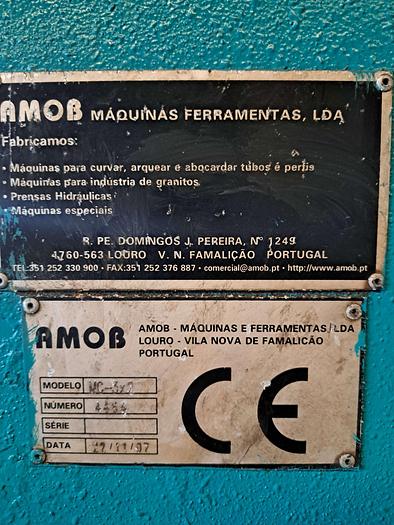 AMOB MÁQUINAS FERRAMENTAS, LDA
Fabricamos:
• Máquinas para curvar, arquear e abocardar tubos é perfis
• Máquinas para indústria de granitos
• Prensas Hidráulicas
• Máquinas especiais
R. PE. DOMINGOS J. PEREIRA, Nº 1249
4760-563 LOURO V. N. FAMALIÇÃO PORTUGAL
TEL:351 252 330 900 • FAX:351 252 376 887 • comercial@amob.pt • http://www.amob.pt
AMOB AMOB - MÁQUINAS E FERRAMENTAS, LDA
LOURO - VILA NOVA DE FAMALICÃO
PORTUGAL
MODELO
NÚMERO
SÉRIE
DATA
CE